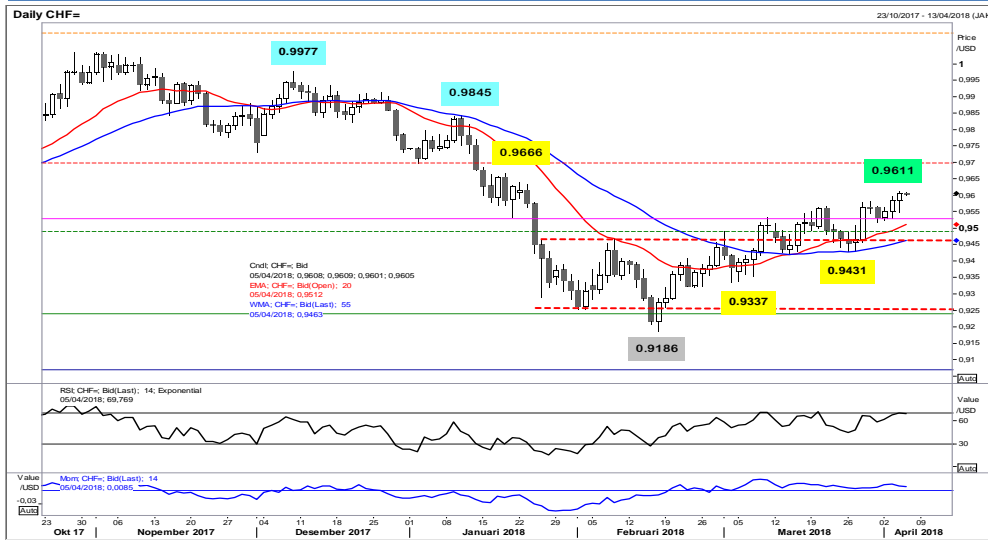 Daily CHF=
23/10/2017 - 13/04/2018 (JAK
Price
/USD
1
0,995
0,99
0,985
0,98
0,975
0,97
0,965
0,96
0,955
0,95
0,945
0,94
0,935
0,93
0,925
0,92
0,915
0,91
Auto
0.9977
0.9845
0.9666
0.9611
0.9431
0.9337
0.9186
Cndl; CHF=; Bid
05/04/2018; 0,9608; 0,9609; 0,9601; 0,9605
EMA; CHF=; Bid(Open); 20
05/04/2018; 0,9512
WMA; CHF=; Bid(Last); 55
05/04/2018; 0,9463
RSI; CHF=; Bid(Last); 14; Exponential
05/04/2018; 69,769
Value
/USD
60
30
Auto
Value
/USD
-0,03
Auto
Mom; CHF=; Bid(Last); 14
05/04/2018; 0,0085
23 30 06 13 20 27 04 11 18 25 01 08 15 22 29 05 12 19 26 05 12 19 26 02 09
Okt 17 Nopember 2017 Desember 2017 Januari 2018 Februari 2018 Maret 2018 April 2018